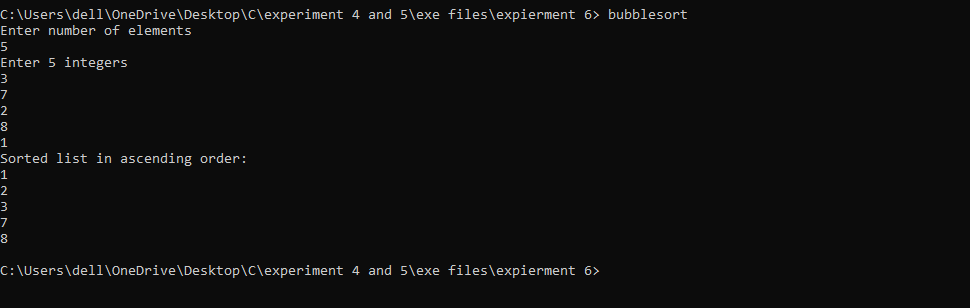 C:\Users\dell\OneDrive\Desktop\C\experiment 4 and 5\exe files\expierment 6> bubblesort
Enter number of elements
5
Enter 5 integers
3
7
2
8
1
Sorted list in ascending order:
1
2
3
7
8
C:\Users\dell\OneDrive\Desktop\C\experiment 4 and 5\exe files\expierment 6>